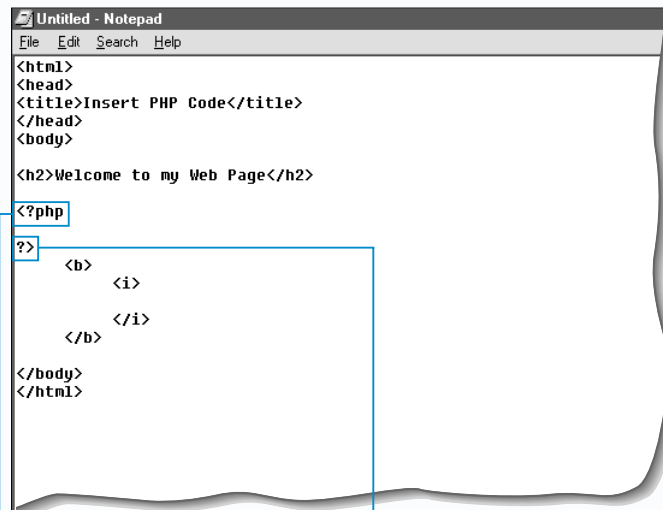 Untitled - Notepad
File Edit Search Help
<html>
<head>
<title>Insert PHP Code</title>
</head>
<body>
<h2>Welcome to my Web Page</h2>
<?php
?>
<b>
<i>
</i>
</b>
</body>
</html>